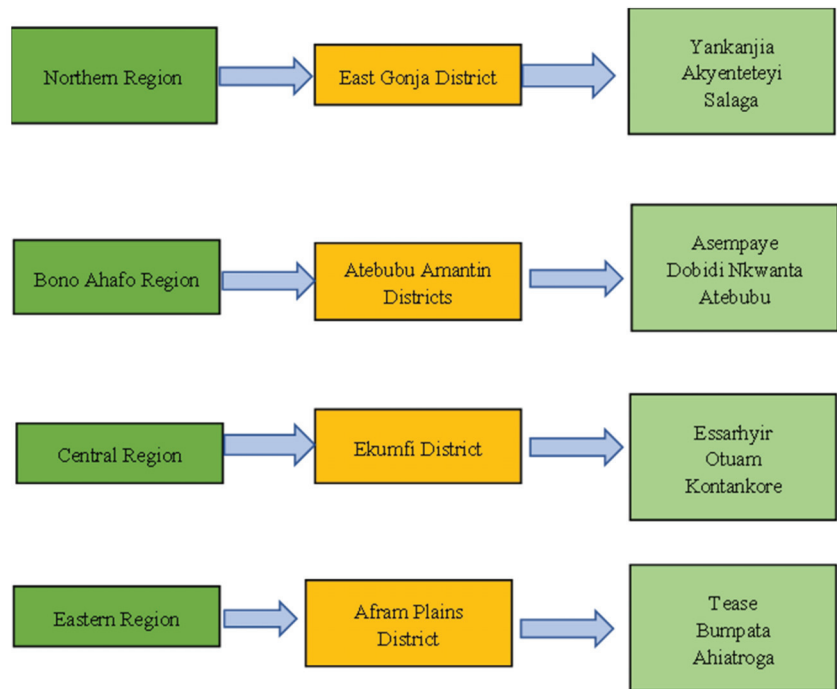 Northern Region
East Gonja District
Yankanjia
Akyenteteyi
Salaga
Bono Ahafo Region
Atebubu Amantin
Districts
Asempaye
Dobidi Nkwanta
Atebubu
Central Region
Ekumfi District
Essarhyir
Otuam
Kontankore
Eastern Region
Afram Plains
District
Tease
Bumpata
Ahiatroga